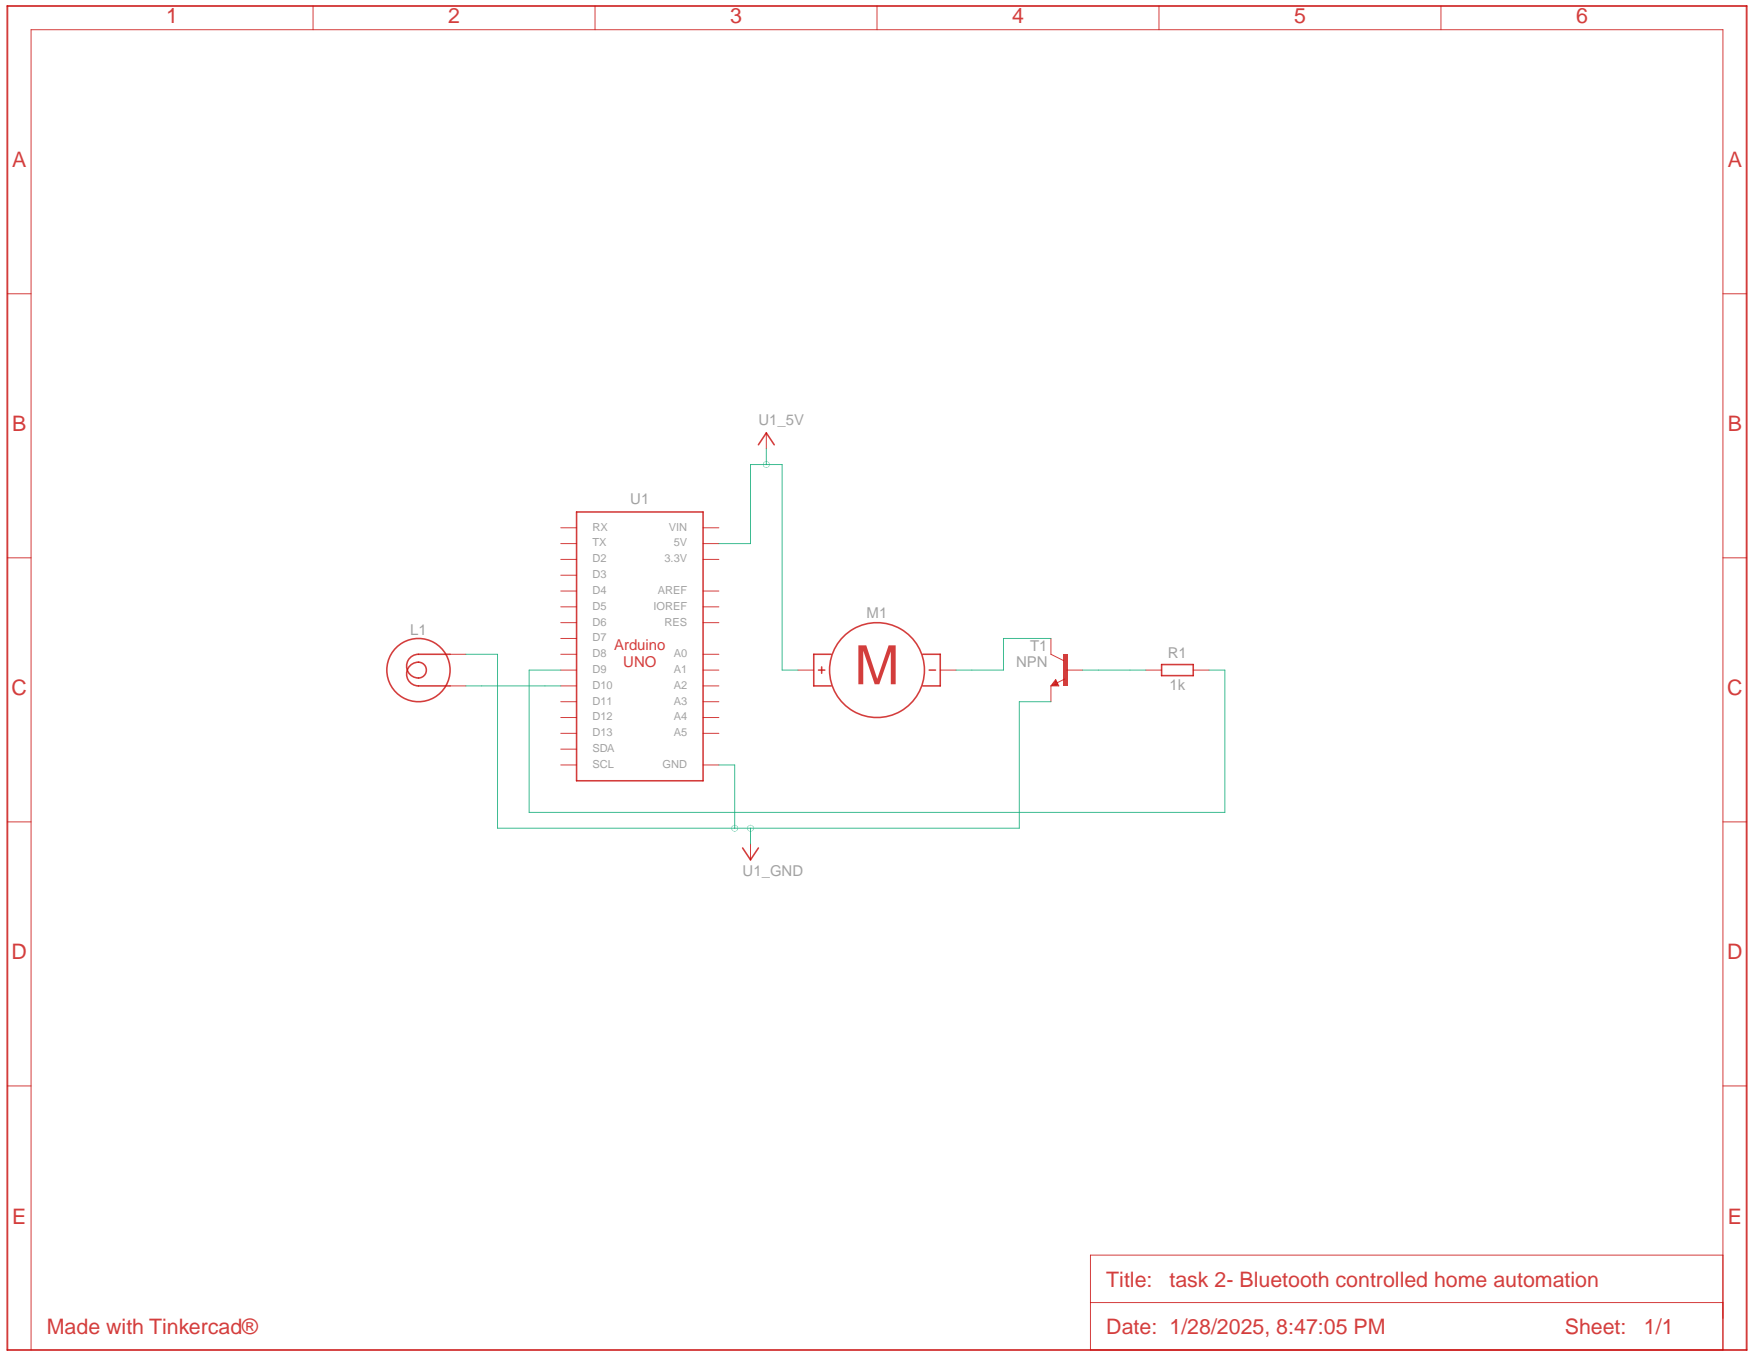 1 2 3 4 5 6
A A
B B
U1_5V
U1
RX VIN
TX 5V
D2 3.3V
D3
D4 AREF
D5 IOREF
D6 RES
D7
D8 A0
D9 A1
D10 A2
D11 A3
D12 A4
D13 A5
SDA
SCL GND
Arduino
UNO
L1
M1
+ M -
T1
NPN
R1
1k
C C
U1_GND
D D
E E
Title: task 2- Bluetooth controlled home automation
Date: 1/28/2025, 8:47:05 PM Sheet: 1/1
Made with Tinkercad®